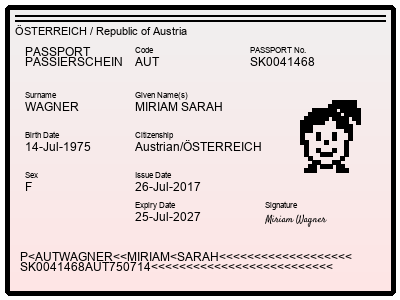 ÖSTERREICH / Republic of Austria
PASSPORT
PASSIERSCHEIN
Code
AUT
PASSPORT No.
SK0041468
Surname
WAGNER
Given Name(s)
MIRIAM SARAH
Birth Date
14-Jul-1975
Citizenship
Austrian/ÖSTERREICH
Sex
F
Issue Date
26-Jul-2017
Expiry Date
25-Jul-2027
Signature
Miriam Wagner
P<AUTWAGNER<<MIRIAM<SARAH<<<<<<<<<<<<<<<<<<<
SK0041468AUT750714<<<<<<<<<<<<<<<<<<<<<<<<<<